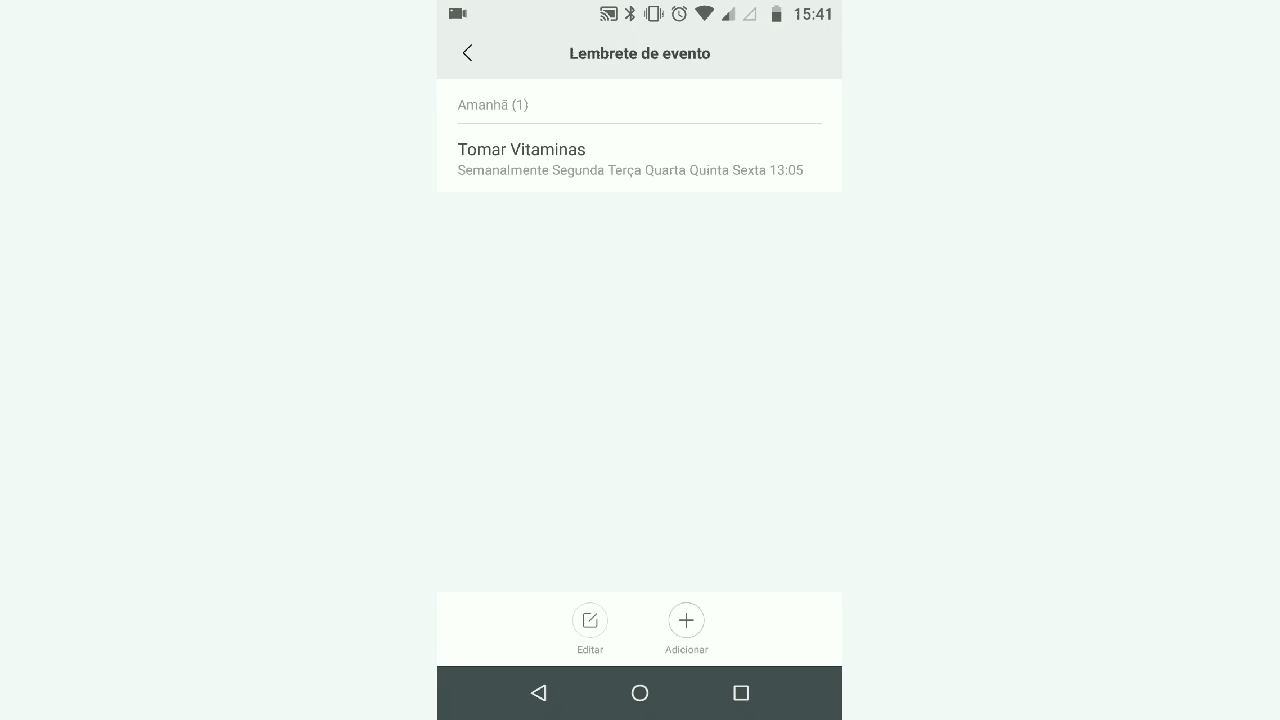 15:41
Lembrete de evento
Amanhã (1)
Tomar Vitaminas
Semanalmente Segunda Terça Quarta Quinta Sexta 13:05
Editar
Adicionar